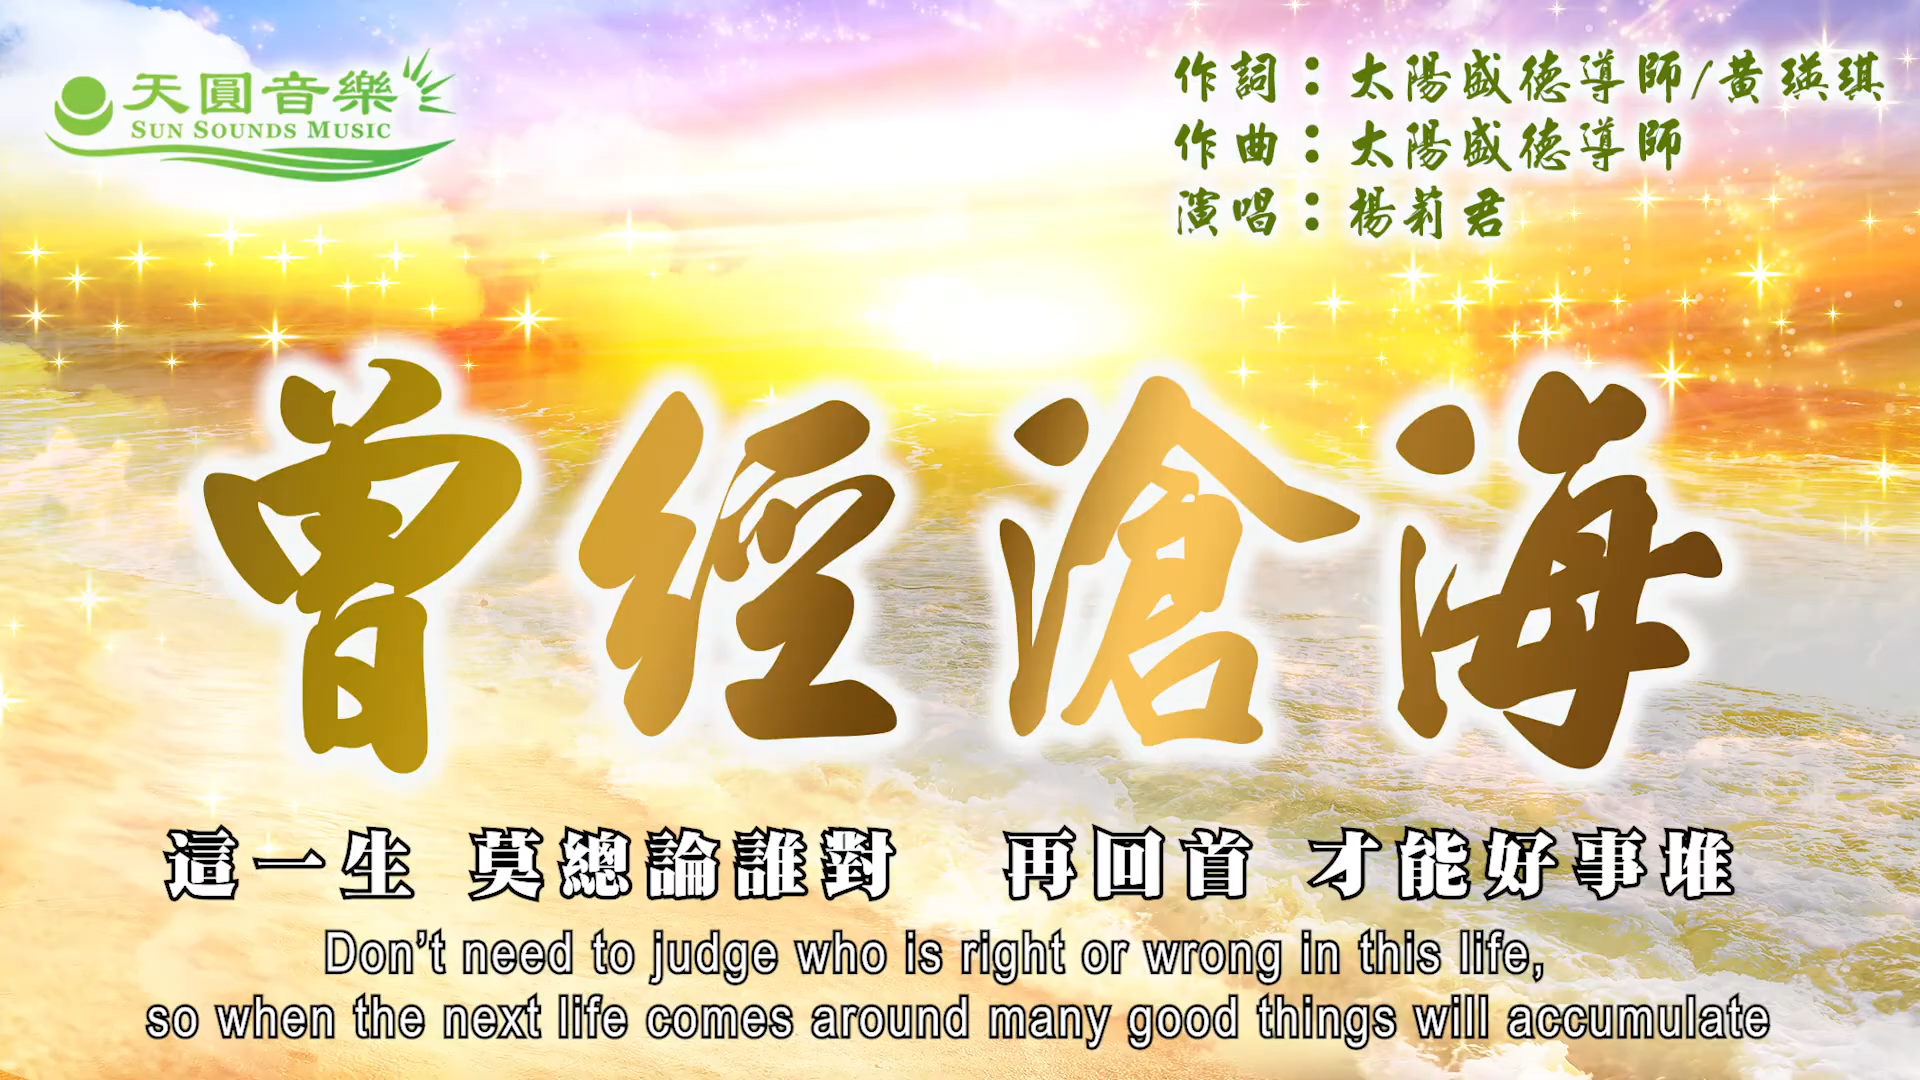 天圓音樂
SUN SOUNDS MUSIC
作詞：太陽盛德導師/黃瑛琪
作曲：太陽盛德導師
演唱：楊莉君
曾經滄海
這一生 莫總論誰對 再回首 才能好事堆
Don't need to judge who is right or wrong in this life,
so when the next life comes around many good things will accumulate